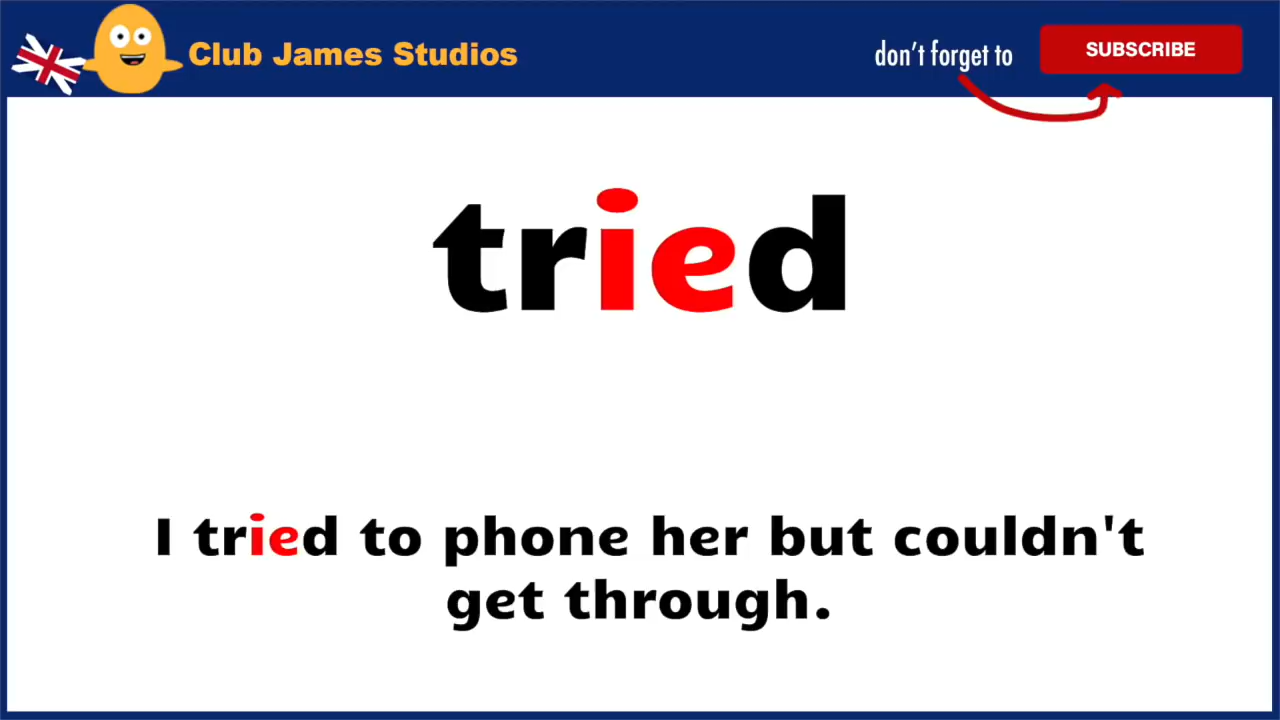 Club James Studios
don't forget to
SUBSCRIBE
tried
I tried to phone her but couldn't
get through.